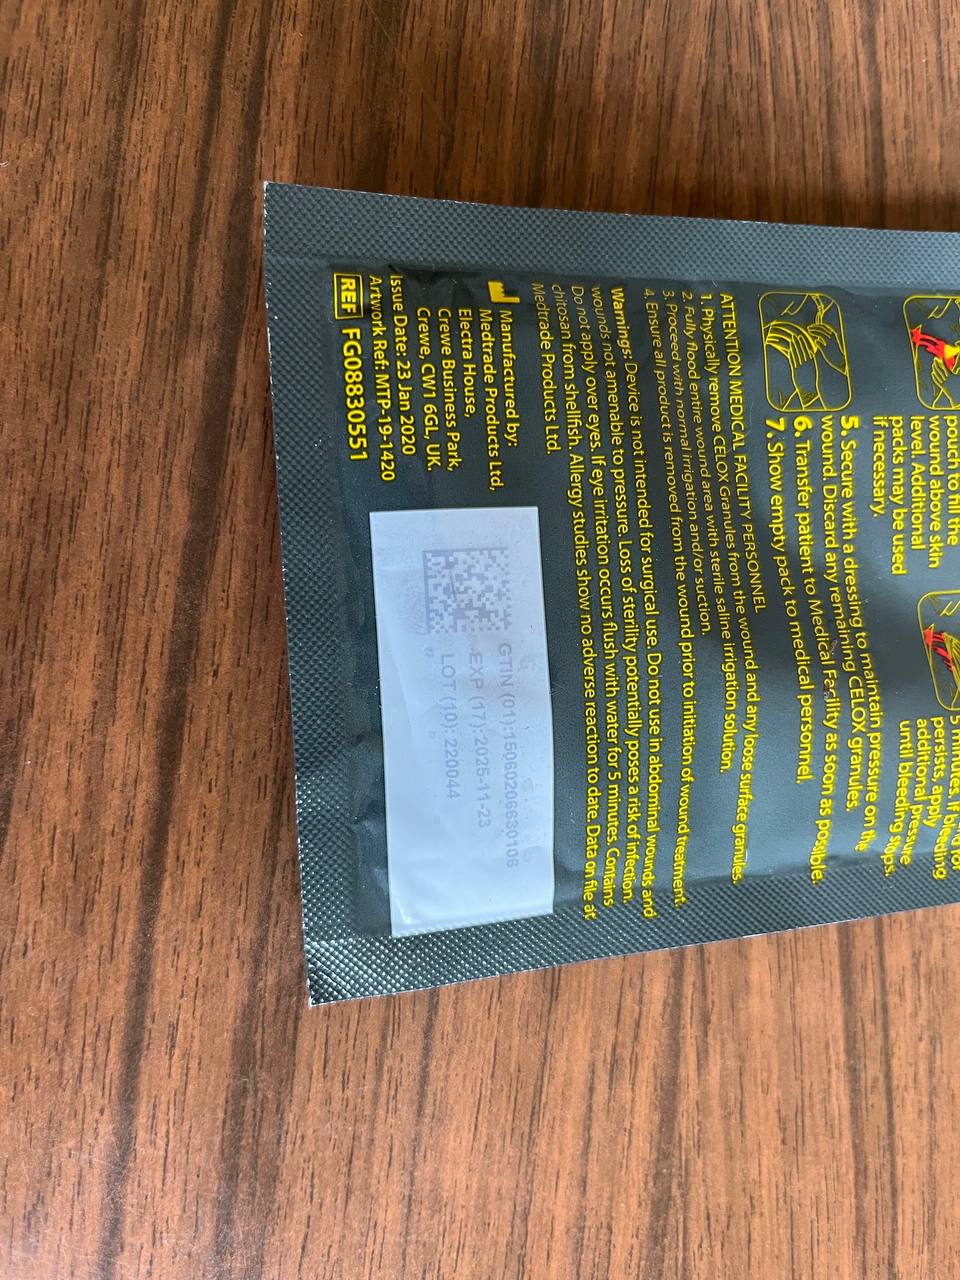 pouch to fill the
wound above skin
level. Additional
packs may be used
if necessary.
5 minutes. If bleeding
persists, apply
additional pressure
until bleeding stops.
5. Secure with a dressing to maintain pressure on the
wound. Discard any remaining CELOX granules.
6. Transfer patient to Medical Facility as soon as possible.
7. Show empty pack to medical personnel.
ATTENTION MEDICAL FACILITY PERSONNEL
1. Physically remove CELOX Granules from the wound and any loose surface granules.
2. Fully flood entire wound area with sterile saline irrigation solution.
3. Proceed with normal irrigation and/or suction.
4. Ensure all product is removed from the wound prior to initiation of wound treatment.
Warnings: Device is not intended for surgical use. Do not use in abdominal wounds and
wounds not amenable to pressure. Loss of sterility potentially poses a risk of infection.
Do not apply over eyes. If eye irritation occurs flush with water for 5 minutes. Contains
chitosan from shellfish. Allergy studies show no adverse reaction to date. Data on file at
Medtrade Products Ltd.
Manufactured by:
Medtrade Products Ltd,
Electra House,
Crewe Business Park,
Crewe, CW1 6GL, UK.
Issue Date: 23 Jan 2020
Artwork Ref: MTP-19-1420
REF FG08830551
GTIN (01):15060206630106
EXP (17): 2025-11-23
LOT (10): 220044